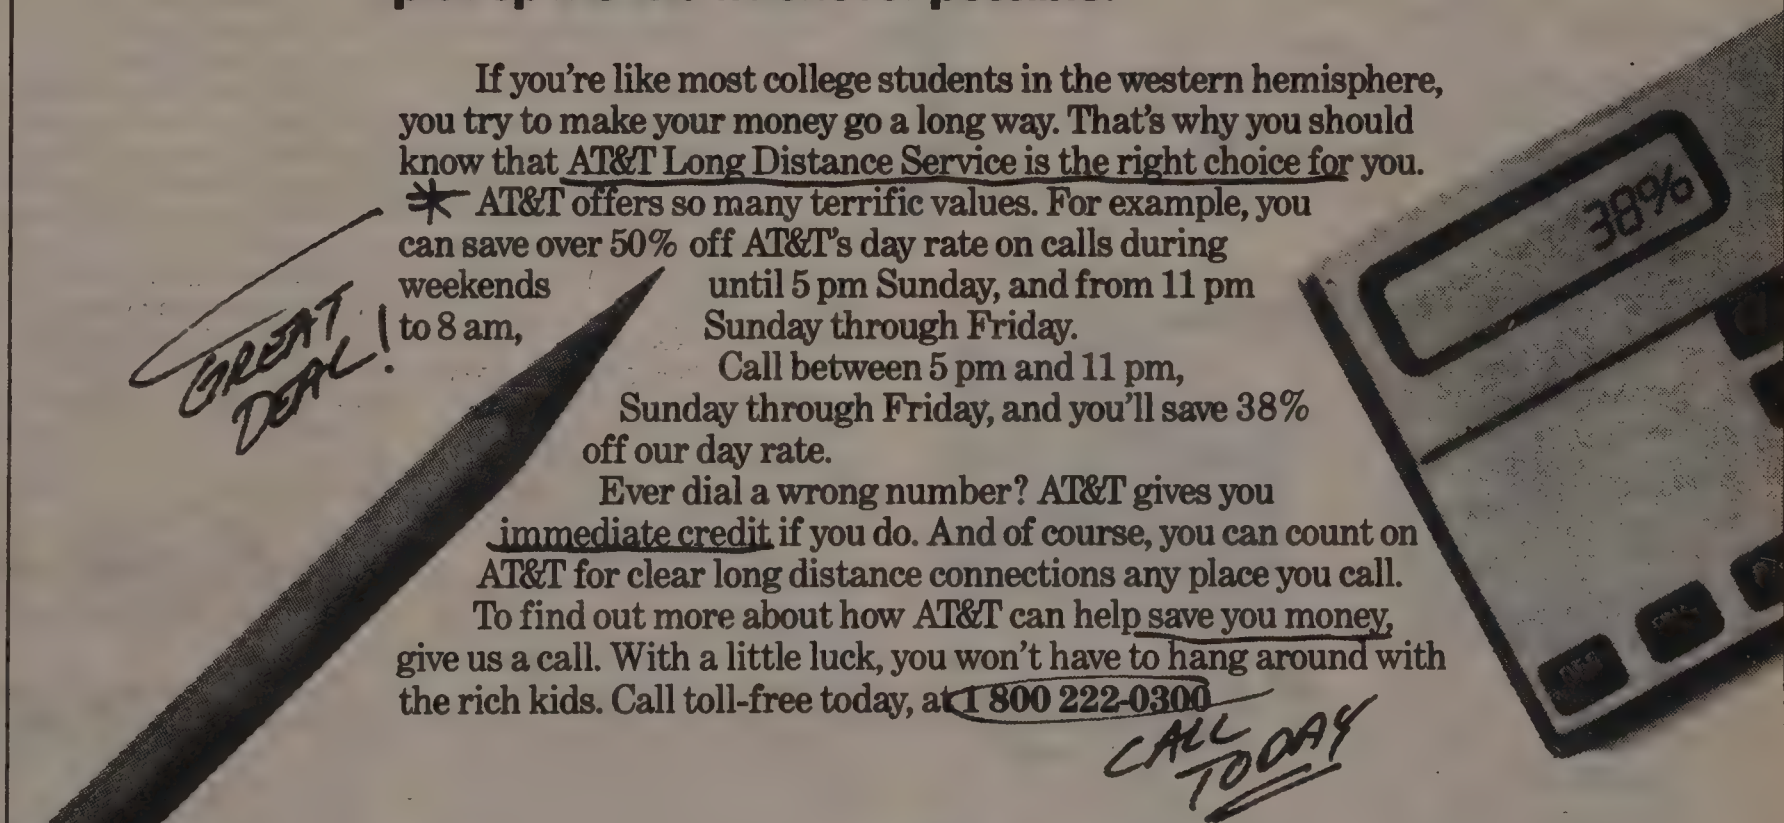 If you're like most college students in the western hemisphere,
you try to make your money go a long way. That's why you should
know that AT&T Long Distance Service is the right choice for you.
AT&T offers so many terrific values. For example, you
can save over 50% off AT&T's day rate on calls during
weekends until 5 pm Sunday, and from 11 pm
to 8 am, Sunday through Friday.
Call between 5 pm and 11 pm,
Sunday through Friday, and you'll save 38%
off our day rate.
Ever dial a wrong number? AT&T gives you
immediate credit if you do. And of course, you can count on
AT&T for clear long distance connections any place you call.
To find out more about how AT&T can help save you money,
give us a call. With a little luck, you won't have to hang around with
the rich kids. Call toll-free today, at 1 800 222-0300
GREAT
DEAL!
CALL
TODAY
38%